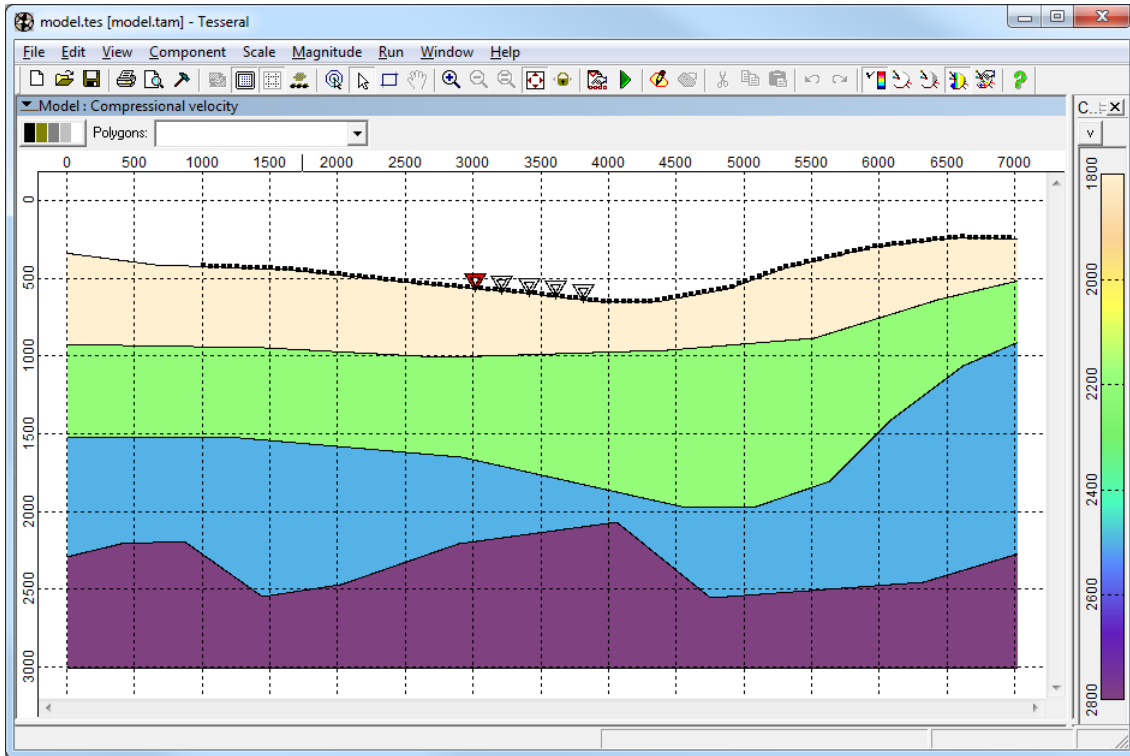 model.tes [model.tam] - Tesseral
File Edit View Component Scale Magnitude Run Window Help
Model : Compressional velocity
C..
Polygons:
v
0 500 1000 1500 2000 2500 3000 3500 4000 4500 5000 5500 6000 6500 7000
0
500
1000
1500
2000
2500
3000
1800
2000
2200
2400
2600
2800